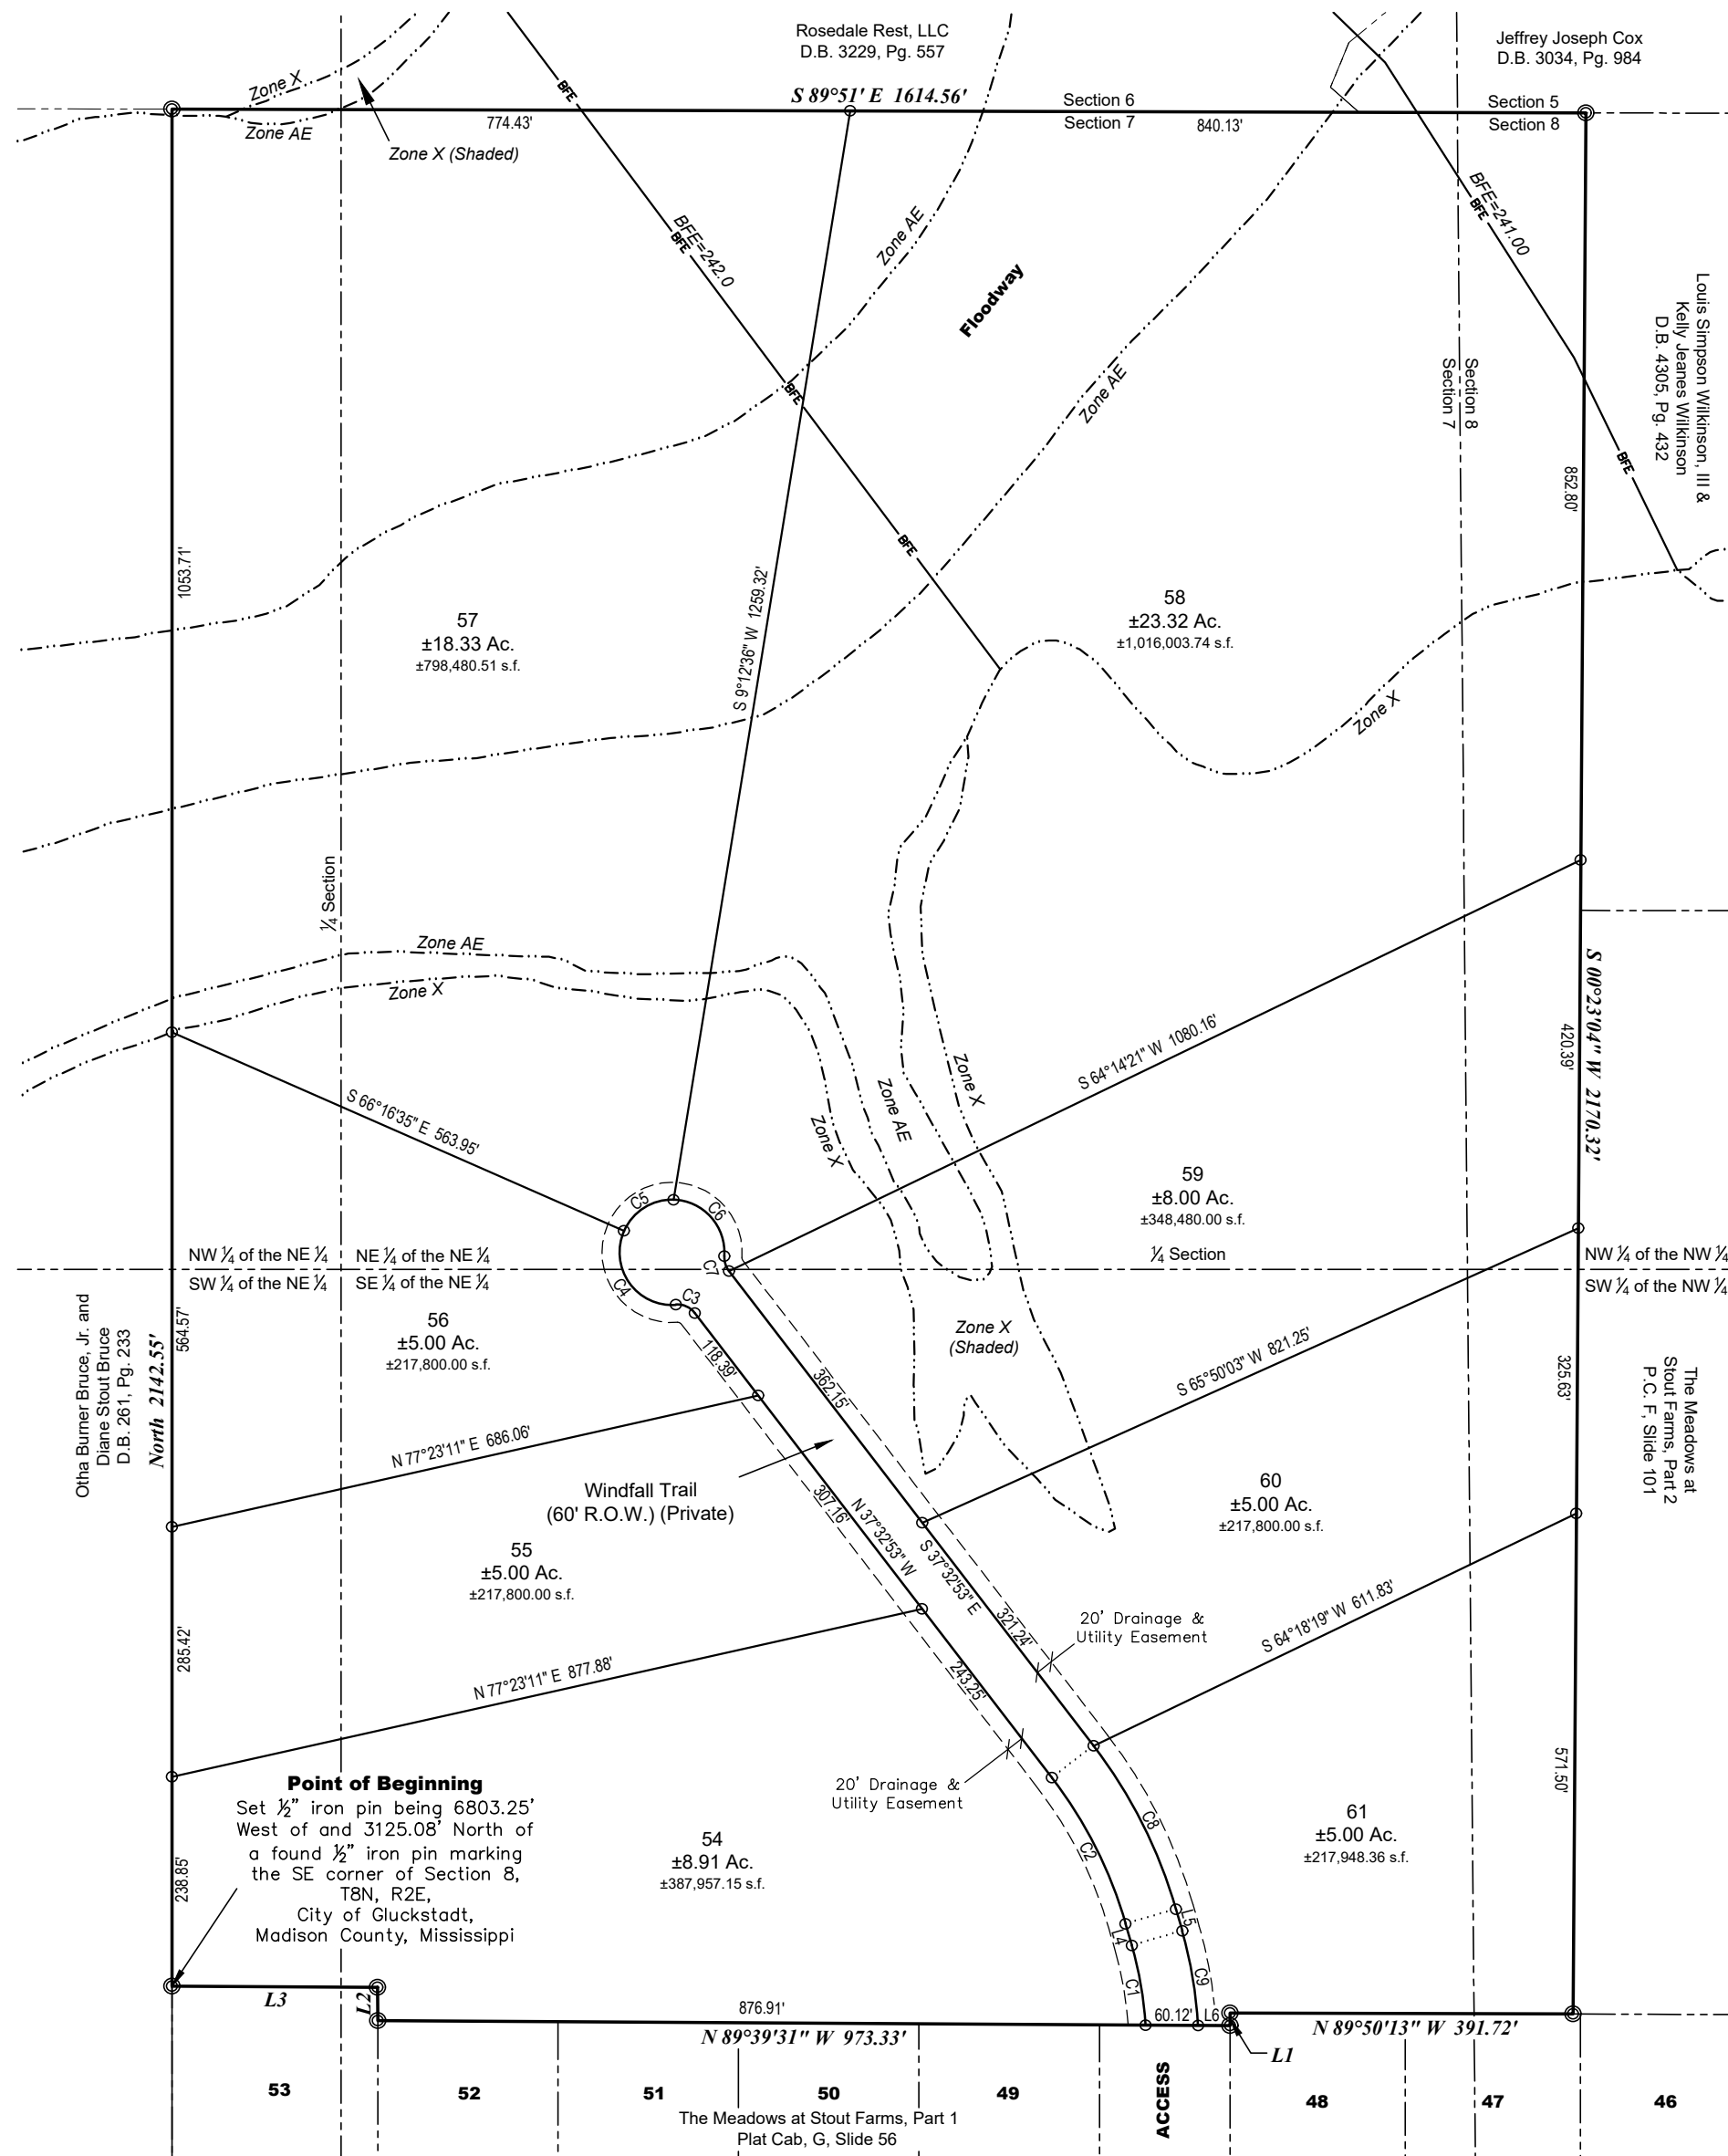 Rosedale Rest, LLC
D.B. 3229, Pg. 557
Jeffrey Joseph Cox
D.B. 3034, Pg. 984
Zone X
Zone AE
Zone X (Shaded)
BFE
S 89°51' E 1614.56'
774.43'
840.13'
Section 6
Section 7
Section 5
Section 8
BFE=242.0
BFE
BFE
BFE
Zone AE
Floodway
Zone AE
BFE=241.00
BFE
BFE
Section 8
Section 7
Louis Simpson Wilkinson, III &
Kelly Jeanes Wilkinson
D.B. 4305, Pg. 432
852.80'
1053.71'
57
±18.33 Ac.
±798,480.51 s.f.
S 9°12'36" W 1259.32'
58
±23.32 Ac.
±1,016,003.74 s.f.
Zone X
¼ Section
Zone AE
Zone X
S 00°23'04" W 2170.32'
420.39'
S 64°14'21" W 1080.16'
S 66°16'35" E 563.95'
Zone X
Zone AE
Zone X
59
±8.00 Ac.
±348,480.00 s.f.
C5
C6
C7
C4
C3
NW ¼ of the NE ¼
NE ¼ of the NE ¼
SW ¼ of the NE ¼
SE ¼ of the NE ¼
¼ Section
NW ¼ of the NW ¼
SW ¼ of the NW ¼
Otha Burner Bruce, Jr. and
Diane Stout Bruce
D.B. 261, Pg. 233
North 2142.55'
564.57'
56
±5.00 Ac.
±217,800.00 s.f.
118.39'
362.15'
Zone X
(Shaded)
S 65°50'03" W 821.25'
325.63'
The Meadows at
Stout Farms, Part 2
P.C. F, Slide 101
N 77°23'11" E 686.06'
Windfall Trail
(60' R.O.W.) (Private)
307.16'
N 37°32'53" W
S 37°32'53" E
321.24'
60
±5.00 Ac.
±217,800.00 s.f.
55
±5.00 Ac.
±217,800.00 s.f.
20' Drainage &
Utility Easement
S 64°18'19" W 611.83'
285.42'
N 77°23'11" E 877.88'
243.25'
571.50'
Point of Beginning
Set ½" iron pin being 6803.25'
West of and 3125.08' North of
a found ½" iron pin marking
the SE corner of Section 8,
T8N, R2E,
City of Gluckstadt,
Madison County, Mississippi
20' Drainage &
Utility Easement
54
±8.91 Ac.
±387,957.15 s.f.
C2
C8
61
±5.00 Ac.
±217,948.36 s.f.
238.85'
L4
L5
C1
C9
L3
L2
876.91'
60.12'
L6
N 89°39'31" W 973.33'
N 89°50'13" W 391.72'
L1
53
52
51
50
49
ACCESS
48
47
46
The Meadows at Stout Farms, Part 1
Plat Cab, G, Slide 56